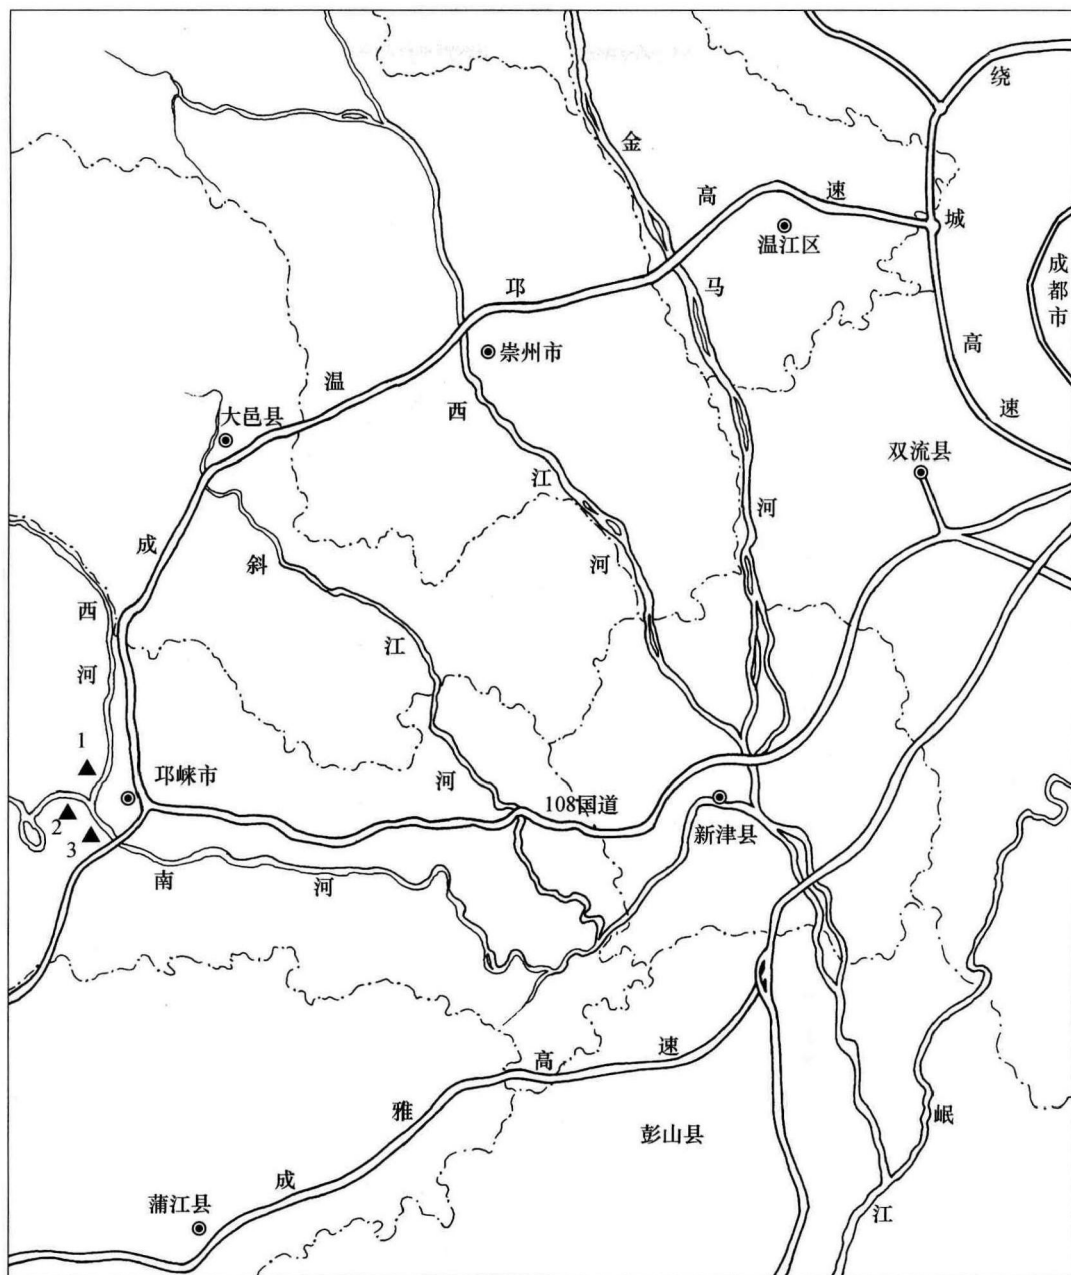 绕城高速
成都市
金马河
成温邛高速
温江区
崇州市
西江河
大邑县
双流县
斜江河
西河
1
邛崃市
2
3
108国道
新津县
南河
成雅高速
岷江
彭山县
蒲江县